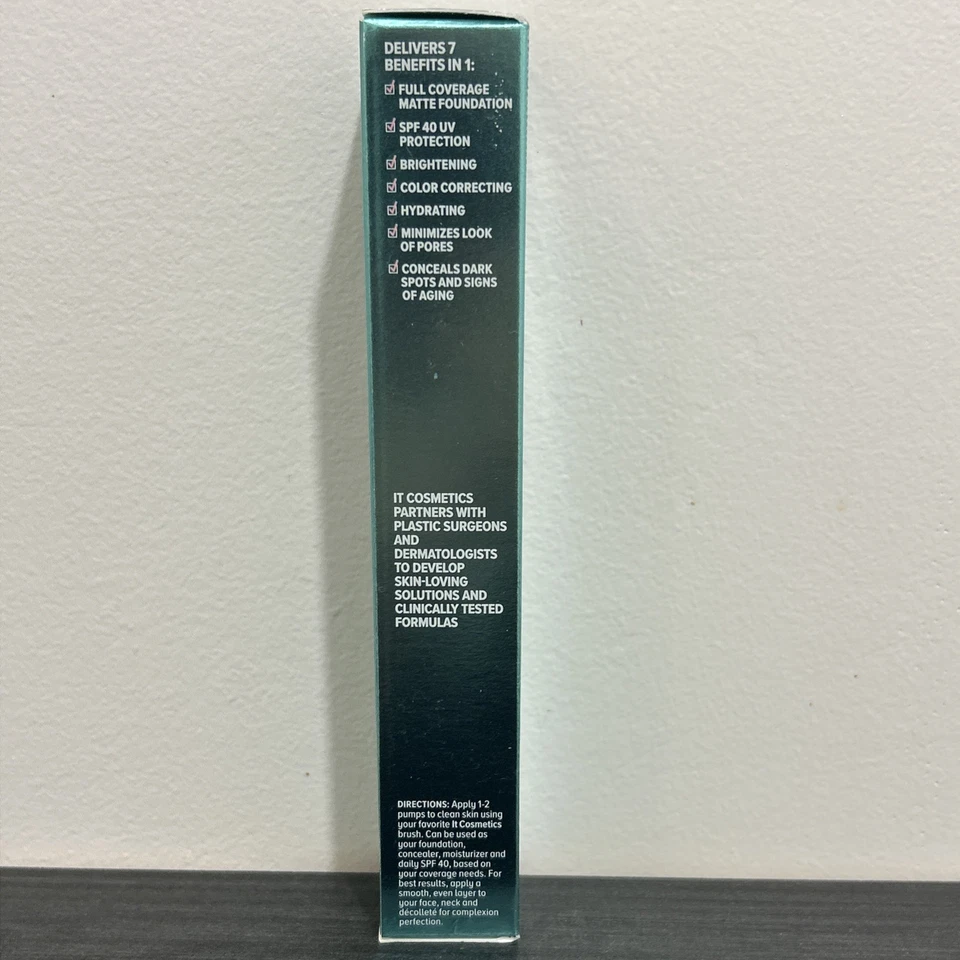 DELIVERS 7
BENEFITS IN 1:
FULL COVERAGE
MATTE FOUNDATION
SPF 40 UV
PROTECTION
BRIGHTENING
COLOR CORRECTING
HYDRATING
MINIMIZES LOOK
OF PORES
CONCEALS DARK
SPOTS AND SIGNS
OF AGING
IT COSMETICS
PARTNERS WITH
PLASTIC SURGEONS
AND
DERMATOLOGISTS
TO DEVELOP
SKIN-LOVING
SOLUTIONS AND
CLINICALLY TESTED
FORMULAS
DIRECTIONS: Apply 1-2
pumps to clean skin using
your favorite It Cosmetics
brush. Can be used as
your foundation,
concealer, moisturizer and
daily SPF 40, based on
your coverage needs. For
best results, apply a
smooth, even layer to
your face, neck and
décolleté for complexion
perfection.